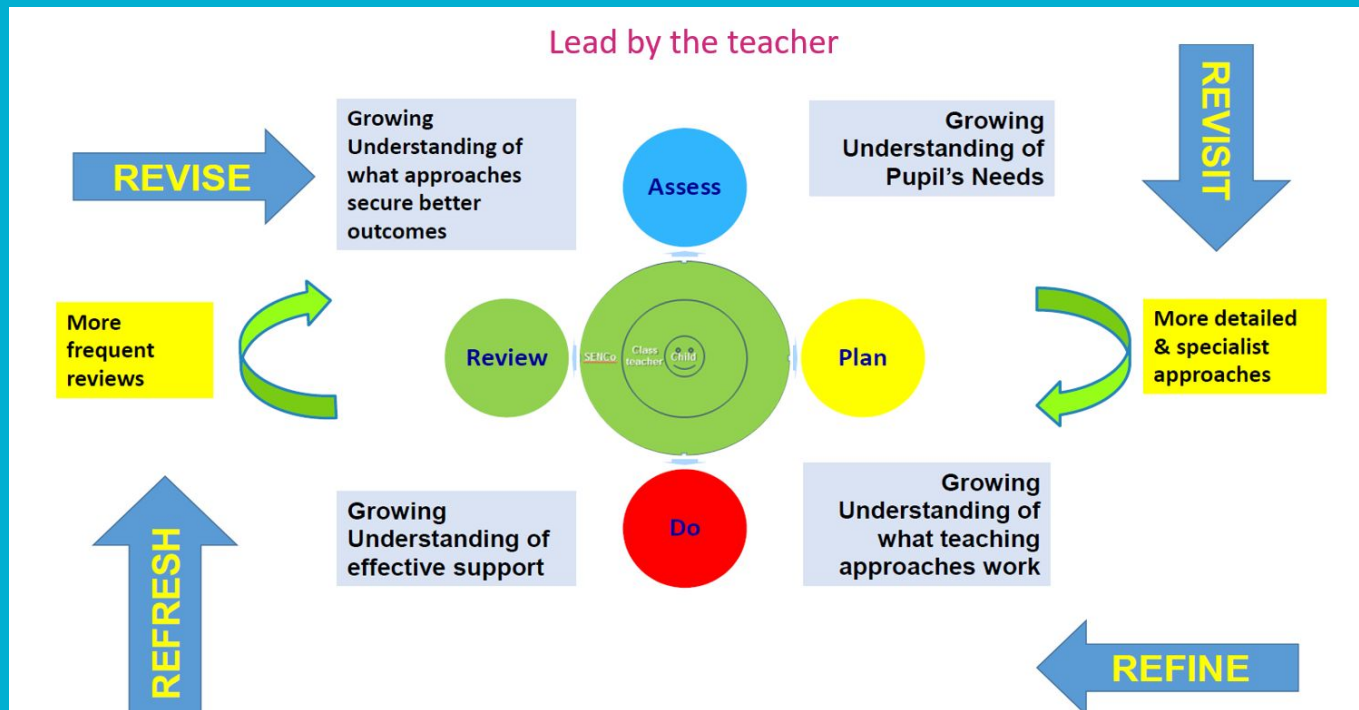 Lead by the teacher
REVISE
Growing
Understanding of
what approaches
secure better
outcomes
Assess
Growing
Understanding of
Pupil's Needs
REVISIT
More
frequent
reviews
Review
SENCo
Class
teacher
Child
Plan
More detailed
& specialist
approaches
REFRESH
Growing
Understanding of
effective support
Do
Growing
Understanding of
what teaching
approaches work
REFINE